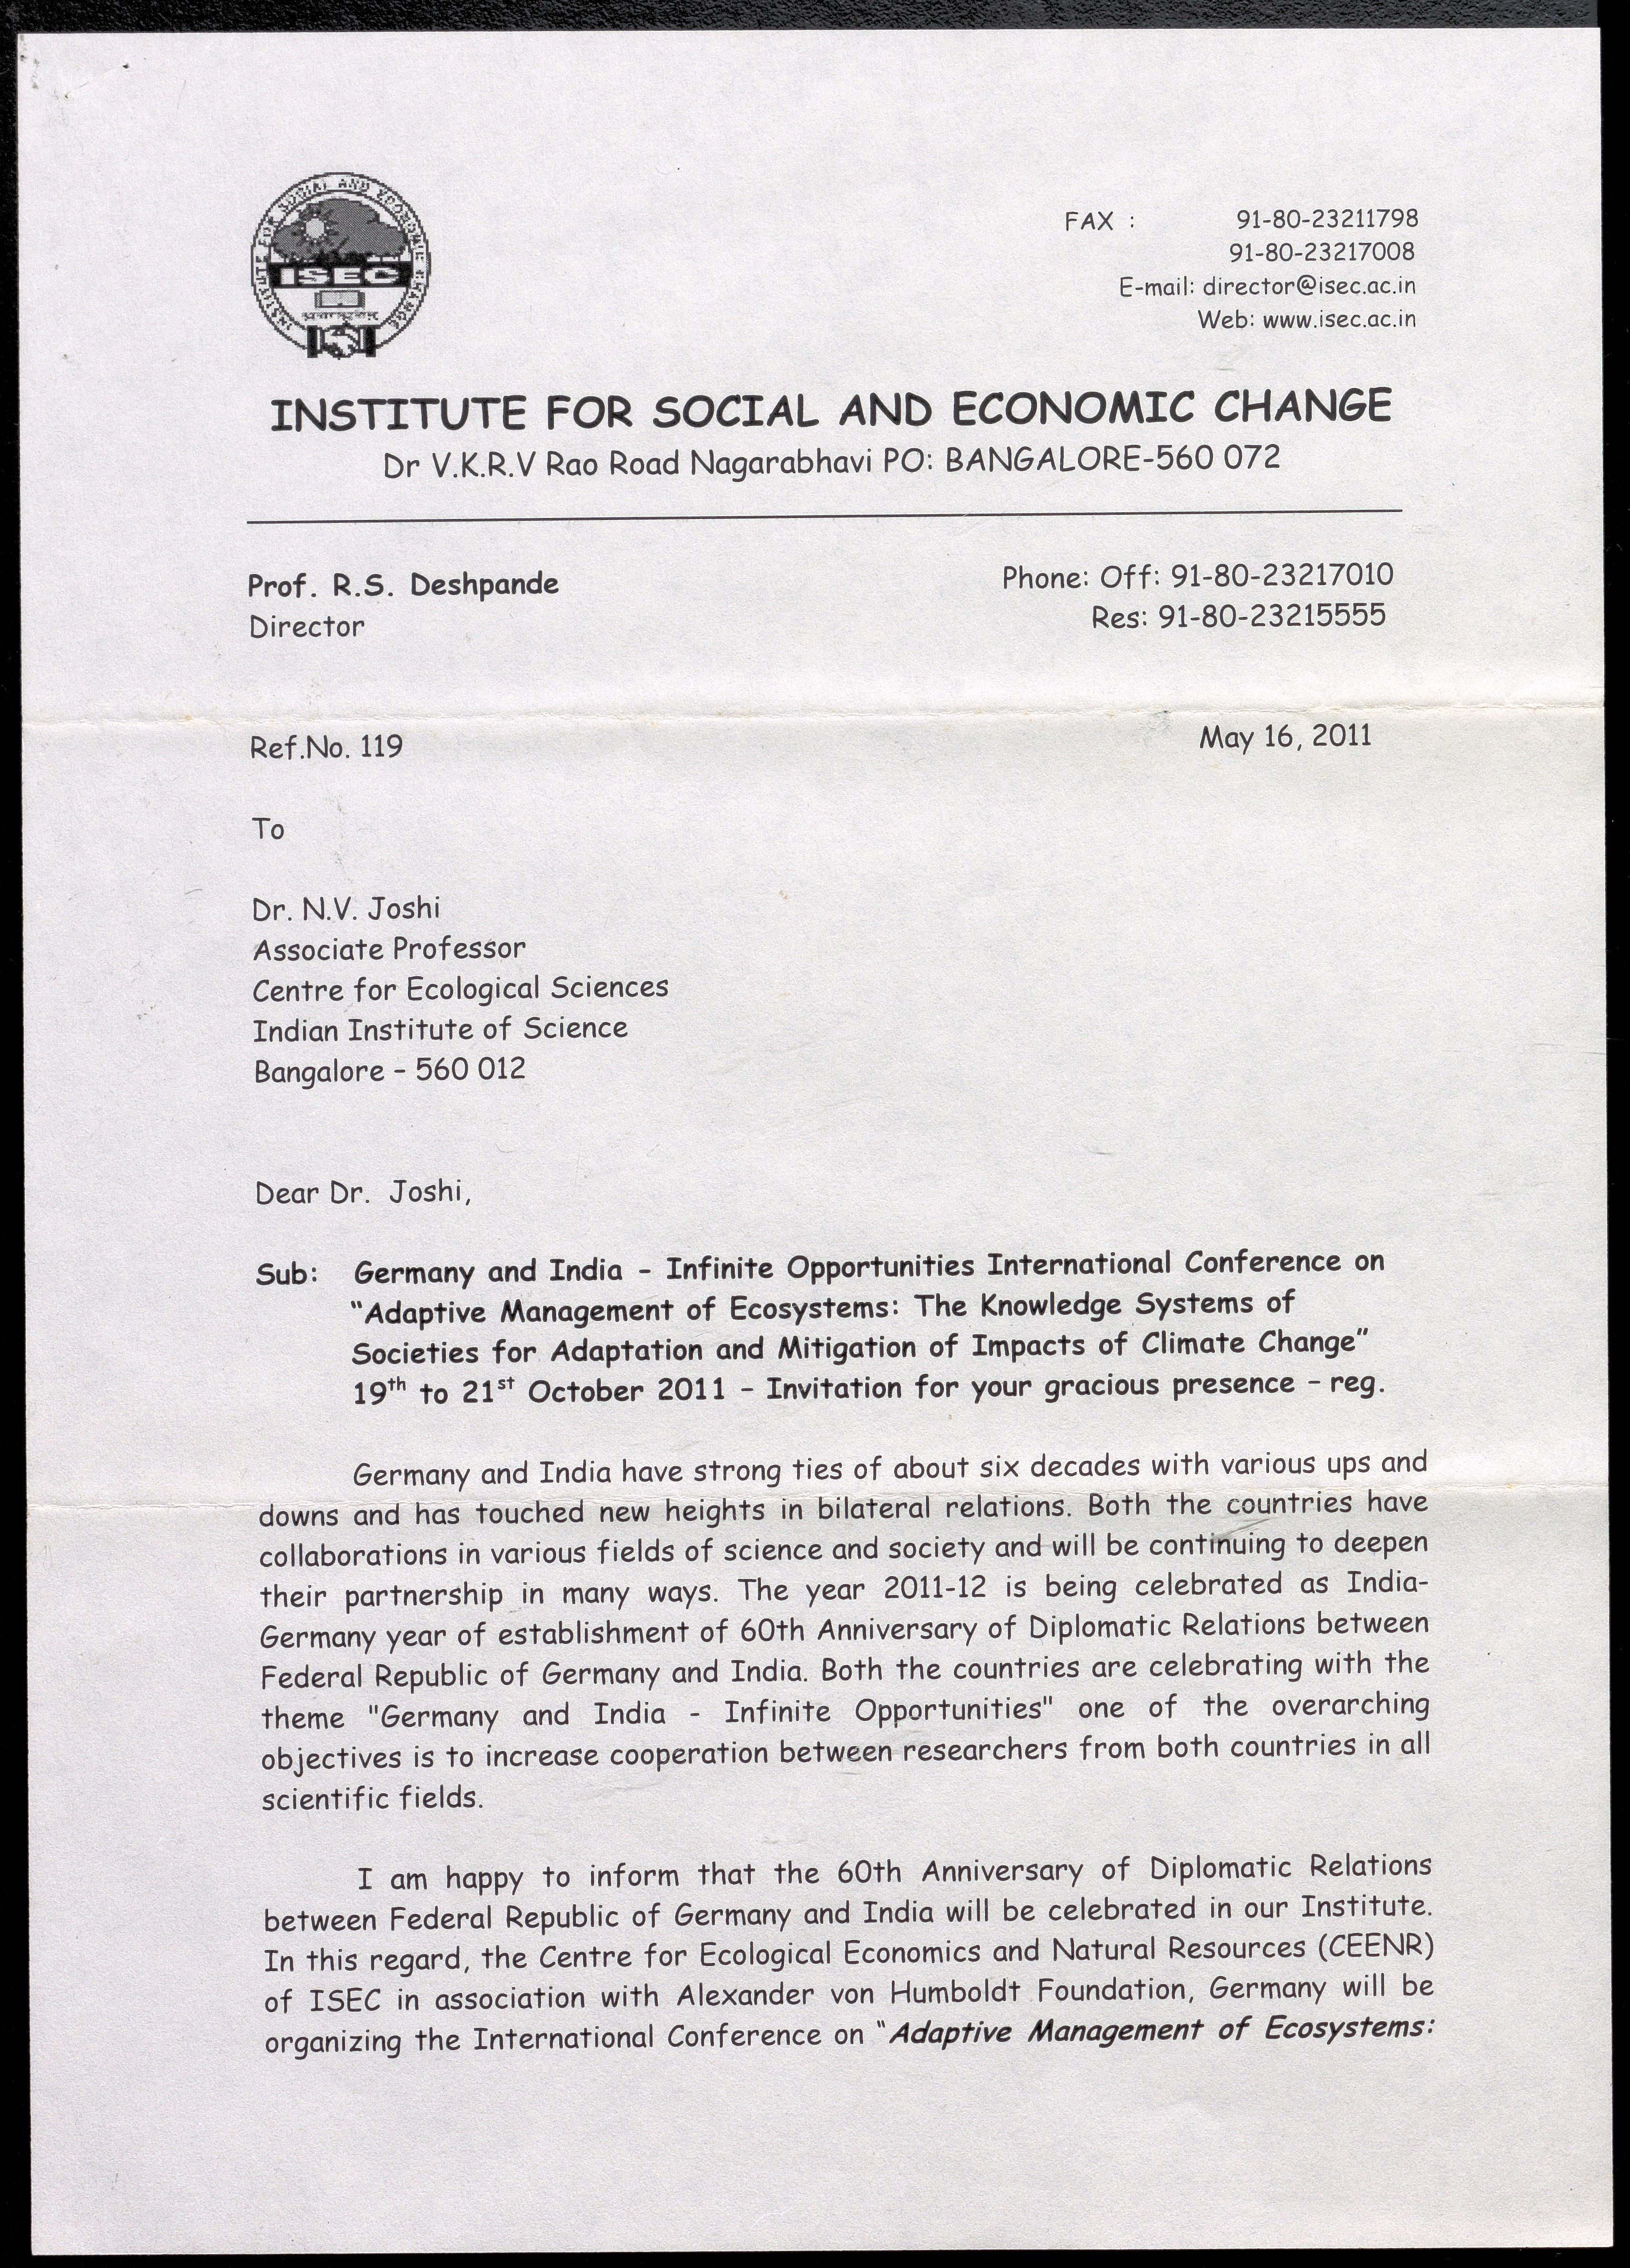 INSTITUTE FOR SOCIAL AND ECONOMIC CHANGE
ISEC
FAX : 91-80-23211798
91-80-23217008
E-mail: director@isec.ac.in
Web: www.isec.ac.in
INSTITUTE FOR SOCIAL AND ECONOMIC CHANGE
Dr V.K.R.V Rao Road Nagarabhavi PO: BANGALORE-560 072
Prof. R.S. Deshpande
Director
Phone: Off: 91-80-23217010
Res: 91-80-23215555
Ref.No. 119
May 16, 2011
To
Dr. N.V. Joshi
Associate Professor
Centre for Ecological Sciences
Indian Institute of Science
Bangalore - 560 012
Dear Dr. Joshi,
Sub: Germany and India - Infinite Opportunities International Conference on
"Adaptive Management of Ecosystems: The Knowledge Systems of
Societies for Adaptation and Mitigation of Impacts of Climate Change"
19th to 21st October 2011 - Invitation for your gracious presence - reg.
Germany and India have strong ties of about six decades with various ups and
downs and has touched new heights in bilateral relations. Both the countries have
collaborations in various fields of science and society and will be continuing to deepen
their partnership in many ways. The year 2011-12 is being celebrated as India-
Germany year of establishment of 60th Anniversary of Diplomatic Relations between
Federal Republic of Germany and India. Both the countries are celebrating with the
theme "Germany and India - Infinite Opportunities" one of the overarching
objectives is to increase cooperation between researchers from both countries in all
scientific fields.
I am happy to inform that the 60th Anniversary of Diplomatic Relations
between Federal Republic of Germany and India will be celebrated in our Institute.
In this regard, the Centre for Ecological Economics and Natural Resources (CEENR)
of ISEC in association with Alexander von Humboldt Foundation, Germany will be
organizing the International Conference on "Adaptive Management of Ecosystems: